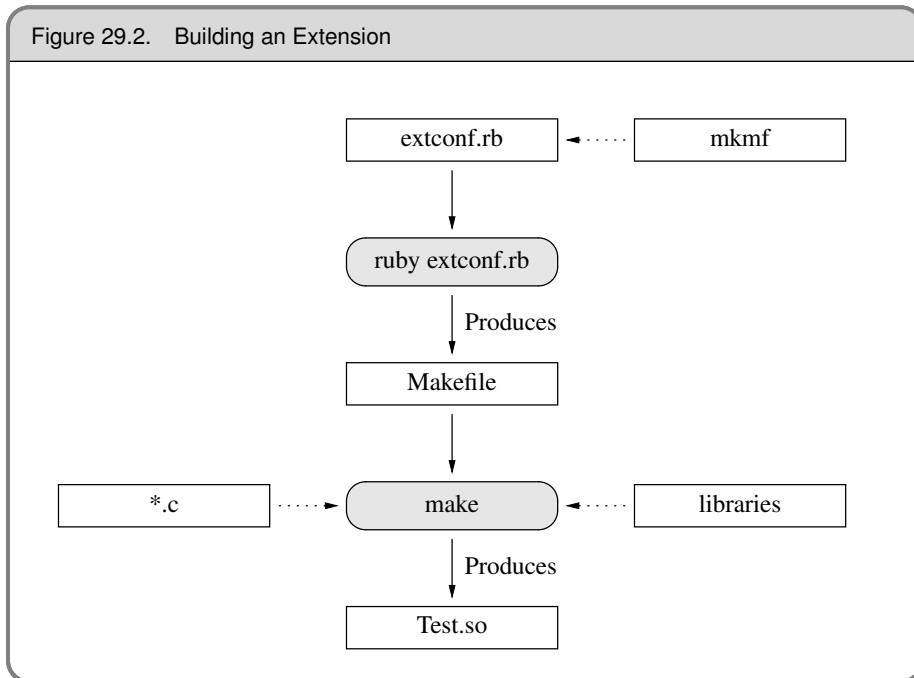 Figure 29.2. Building an Extension
extconf.rb
mkmf
ruby extconf.rb
Produces
Makefile
*.c
make
libraries
Produces
Test.so